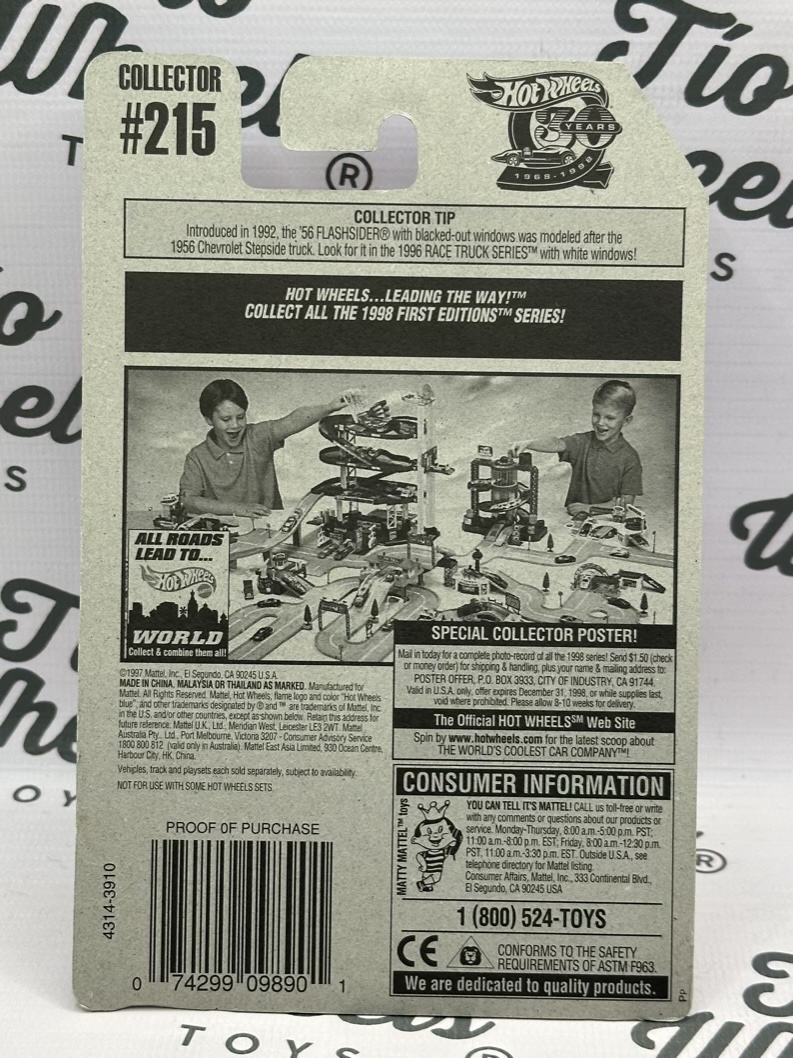 COLLECTOR
#215
HOT WHEELS
30
YEARS
1968-1998
COLLECTOR TIP
Introduced in 1992, the '56 FLASHSIDER® with blacked-out windows was modeled after the
1956 Chevrolet Stepside truck. Look for it in the 1996 RACE TRUCK SERIES™ with white windows!
HOT WHEELS...LEADING THE WAY!™
COLLECT ALL THE 1998 FIRST EDITIONS™ SERIES!
ALL ROADS
LEAD TO...
HOT WHEELS
WORLD
Collect & combine them all!
SPECIAL COLLECTOR POSTER!
Mail in today for a complete photo-record of all the 1998 series! Send $1.50 (check
or money order) for shipping & handling, plus your name & mailing address to:
POSTER OFFER, P.O. BOX 3933, CITY OF INDUSTRY, CA 91744.
Valid in U.S.A. only, offer expires December 31, 1998, or while supplies last,
void where prohibited. Please allow 8-10 weeks for delivery.
The Official HOT WHEELS℠ Web Site
Spin by www.hotwheels.com for the latest scoop about
THE WORLD'S COOLEST CAR COMPANY™!
©1997 Mattel, Inc., El Segundo, CA 90245 U.S.A.
MADE IN CHINA, MALAYSIA OR THAILAND AS MARKED. Manufactured for
Mattel. All Rights Reserved. Mattel, Hot Wheels, flame logo and color "Hot Wheels
blue", and other trademarks designated by ® and ™ are trademarks of Mattel, Inc.
in the U.S. and/or other countries, except as shown below. Retain this address for
future reference. Mattel U.K., Ltd., Meridian West, Leicester LE3 2WT. Mattel
Australia Pty., Ltd., Port Melbourne, Victoria 3207 - Consumer Advisory Service
1800 800 812 (valid only in Australia). Mattel East Asia Limited, 930 Ocean Centre,
Harbour City, HK, China.
Vehicles, track and playsets each sold separately, subject to availability.
NOT FOR USE WITH SOME HOT WHEELS SETS.
CONSUMER INFORMATION
MATTY MATTEL™ toys
YOU CAN TELL IT'S MATTEL! CALL us toll-free or write
with any comments or questions about our products or
service. Monday-Thursday, 8:00 a.m.-5:00 p.m. PST;
11:00 a.m.-8:00 p.m. EST; Friday, 8:00 a.m.-12:30 p.m.
PST, 11:00 a.m.-3:30 p.m. EST. Outside U.S.A., see
telephone directory for Mattel listing.
Consumer Affairs, Mattel, Inc., 333 Continental Blvd.,
El Segundo, CA 90245 USA
1 (800) 524-TOYS
CE
CONFORMS TO THE SAFETY
REQUIREMENTS OF ASTM F963.
We are dedicated to quality products.
PROOF OF PURCHASE
0 74299 09890 1
4314-3910
Pp
Tío
Wheels
TOYS
®